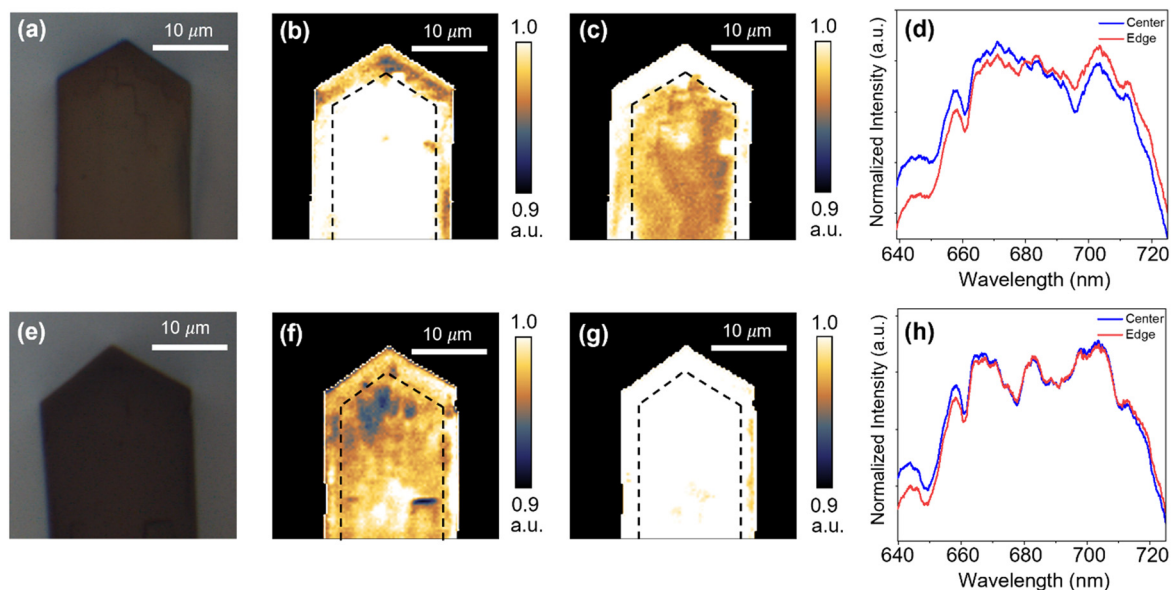 (a)
10 μm
(b)
10 μm
1.0
0.9
a.u.
(c)
10 μm
1.0
0.9
a.u.
(d)
Center
Edge
Normalized Intensity (a.u.)
640 660 680 700 720
Wavelength (nm)
(e)
10 μm
(f)
10 μm
1.0
0.9
a.u.
(g)
10 μm
1.0
0.9
a.u.
(h)
Center
Edge
Normalized Intensity (a.u.)
640 660 680 700 720
Wavelength (nm)